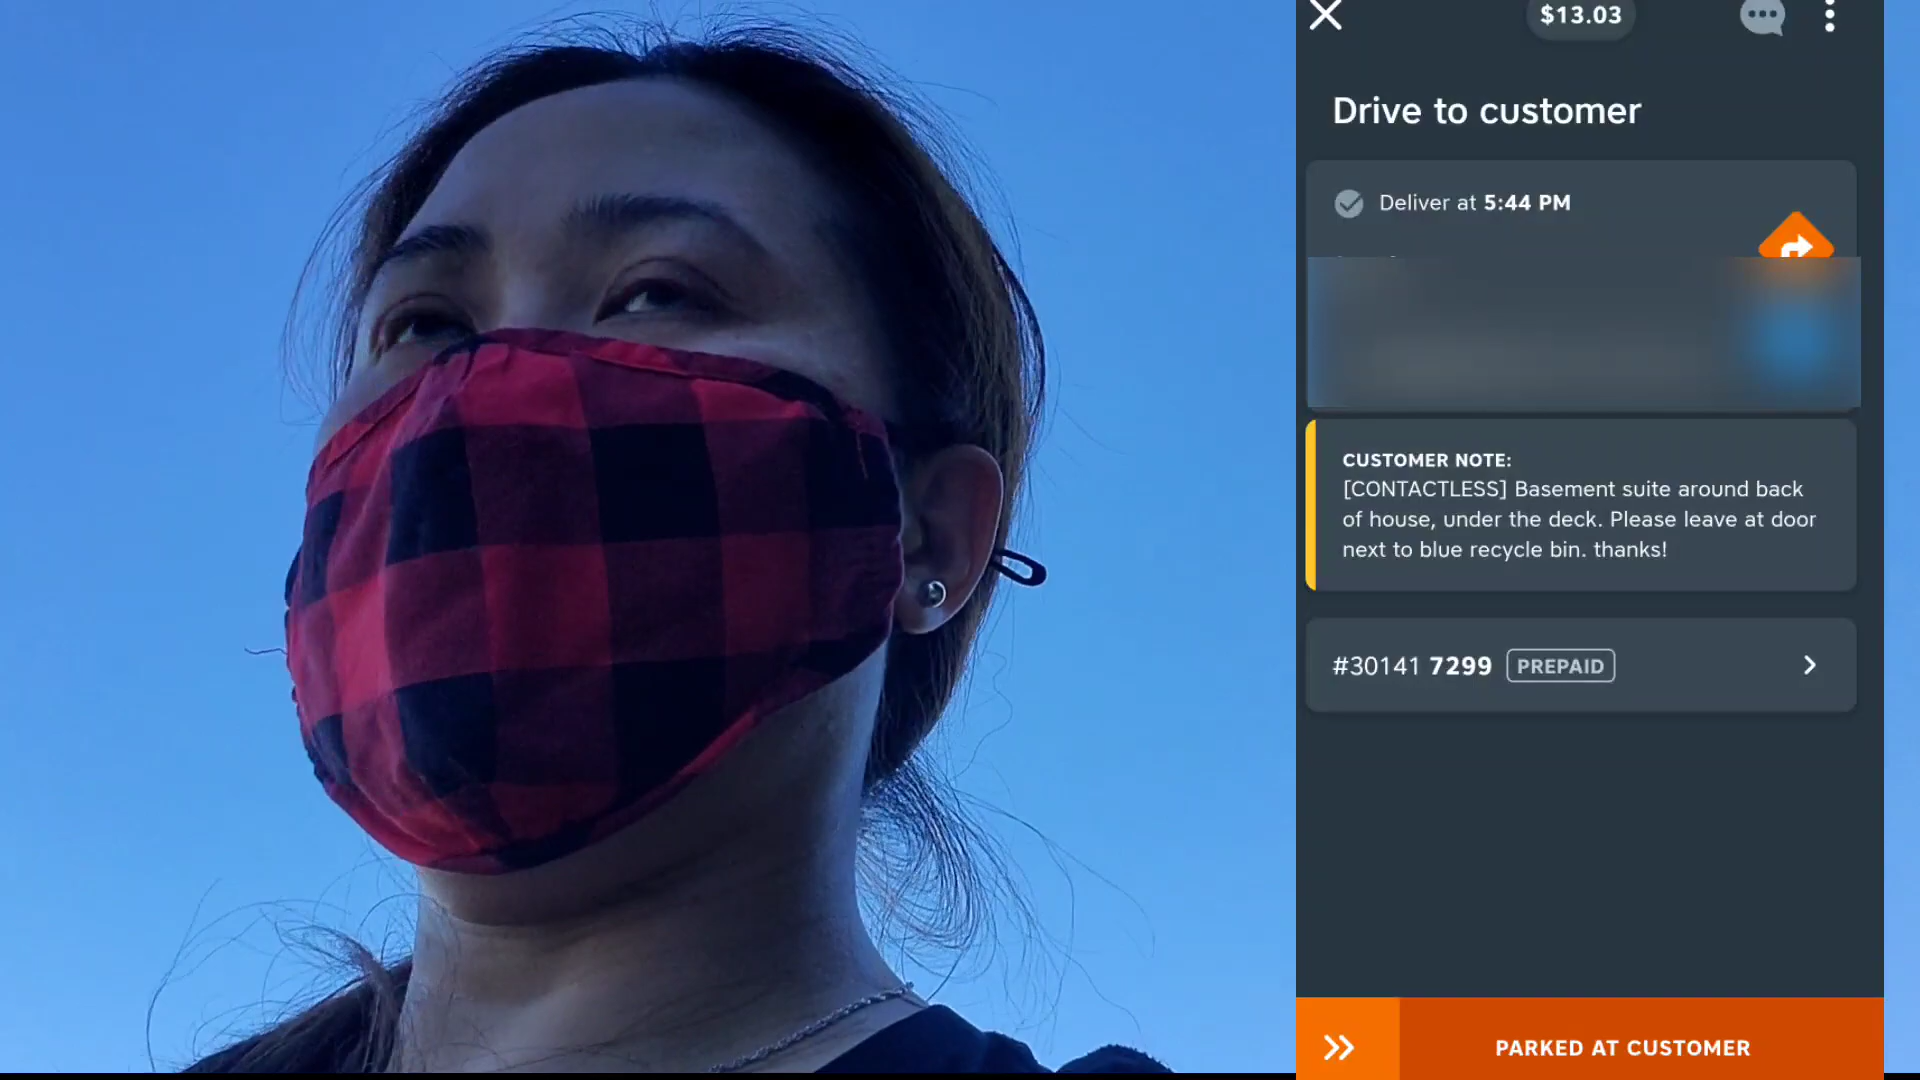 $13.03
Drive to customer
Deliver at 5:44 PM
CUSTOMER NOTE:
[CONTACTLESS] Basement suite around back
of house, under the deck. Please leave at door
next to blue recycle bin. thanks!
#30141 7299 PREPAID
PARKED AT CUSTOMER